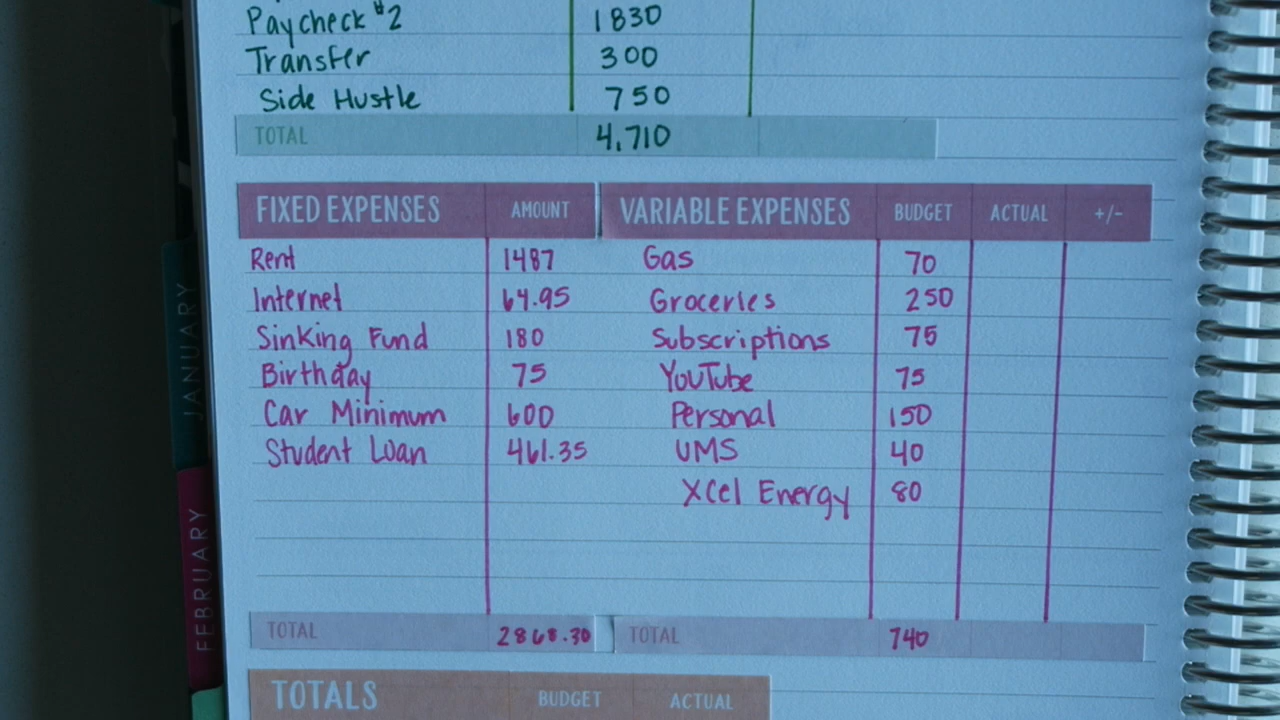 Paycheck #2 1830
Transfer 300
Side Hustle 750
TOTAL 4,710
FIXED EXPENSES AMOUNT VARIABLE EXPENSES BUDGET ACTUAL +/-
Rent 1487 Gas 70
Internet 64.95 Groceries 250
Sinking Fund 180 Subscriptions 75
Birthday 75 YouTube 75
Car Minimum 600 Personal 150
Student Loan 461.35 UMS 40
Xcel Energy 80
TOTAL 2868.30 TOTAL 740
TOTALS BUDGET ACTUAL
JANUARY
FEBRUARY